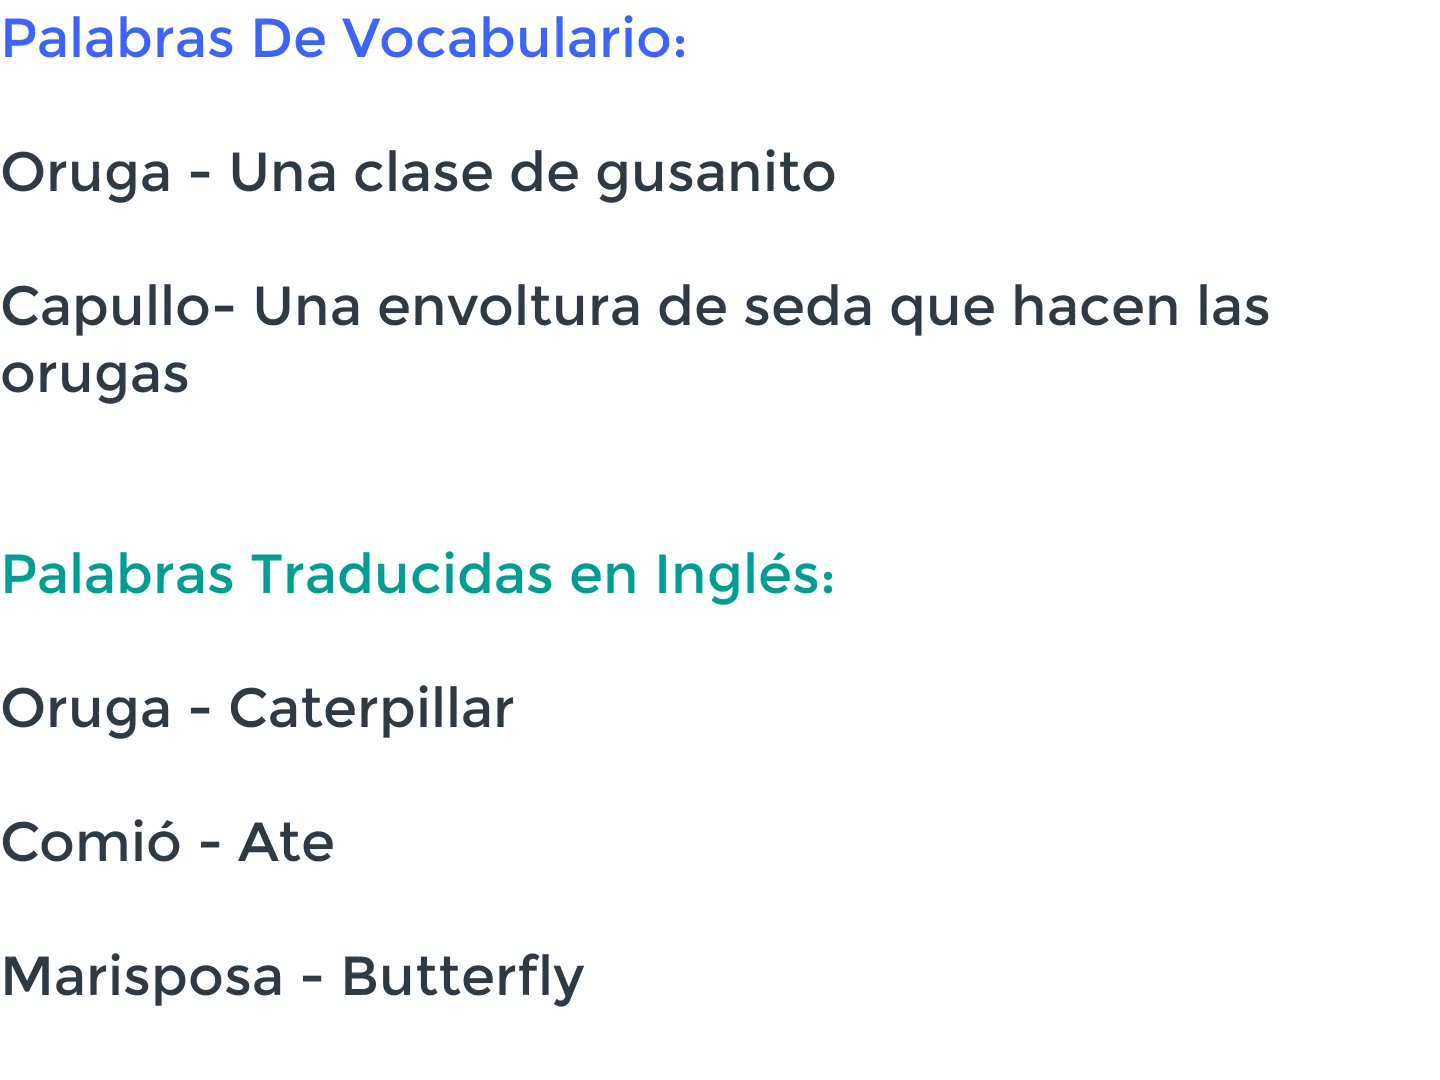 Palabras De Vocabulario:
Oruga - Una clase de gusanito
Capullo- Una envoltura de seda que hacen las
orugas
Palabras Traducidas en Inglés:
Oruga - Caterpillar
Comió - Ate
Marisposa - Butterfly